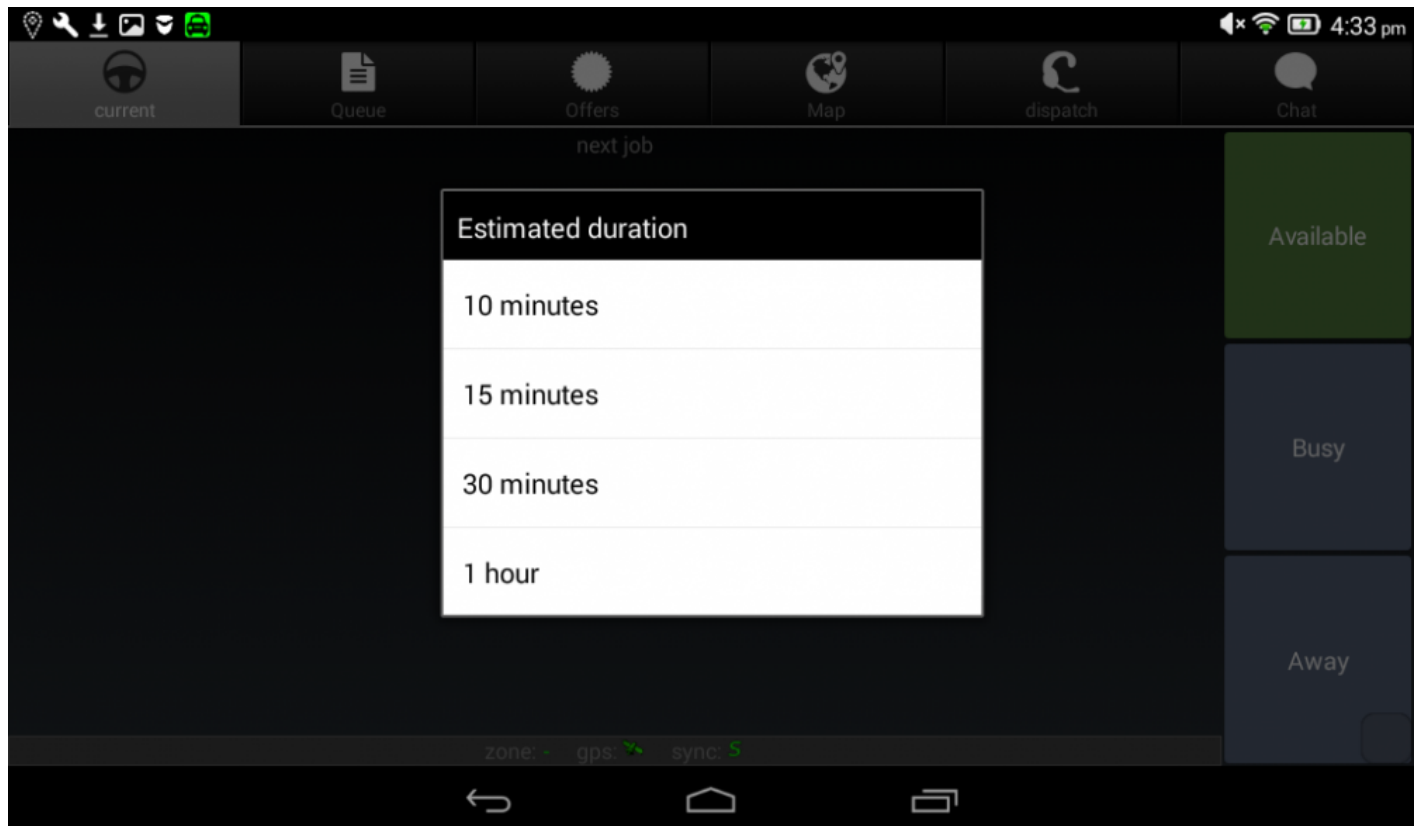 4:33 pm
current Queue Offers Map dispatch Chat
next job
Estimated duration
10 minutes
15 minutes
30 minutes
1 hour
Available
Busy
Away
zone: - gps: sync: S